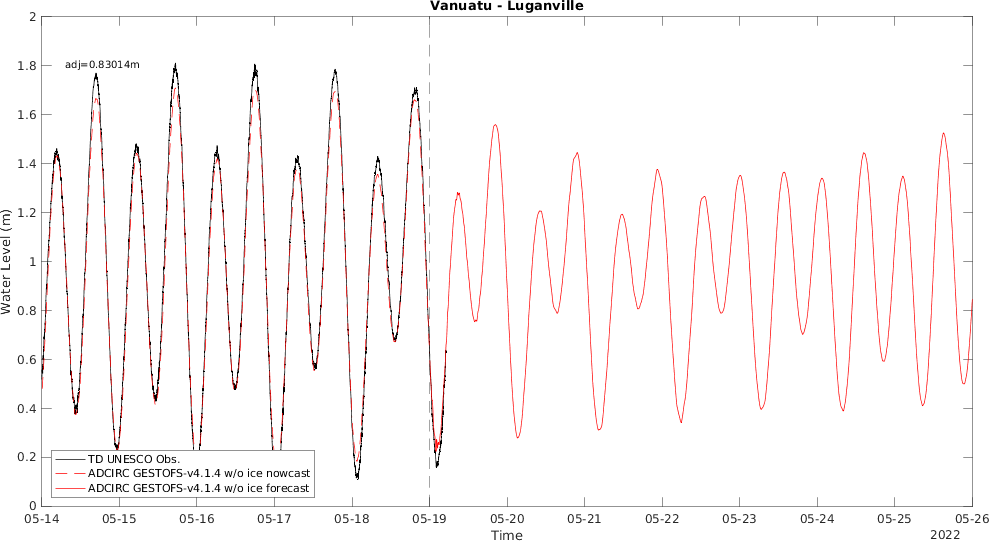 Vanuatu - Luganville
adj=0.83014m
Water Level (m)
2
1.8
1.6
1.4
1.2
1
0.8
0.6
0.4
0.2
0
TD UNESCO Obs.
ADCIRC GESTOFS-v4.1.4 w/o ice nowcast
ADCIRC GESTOFS-v4.1.4 w/o ice forecast
05-14 05-15 05-16 05-17 05-18 05-19 05-20 05-21 05-22 05-23 05-24 05-25 05-26
Time
2022